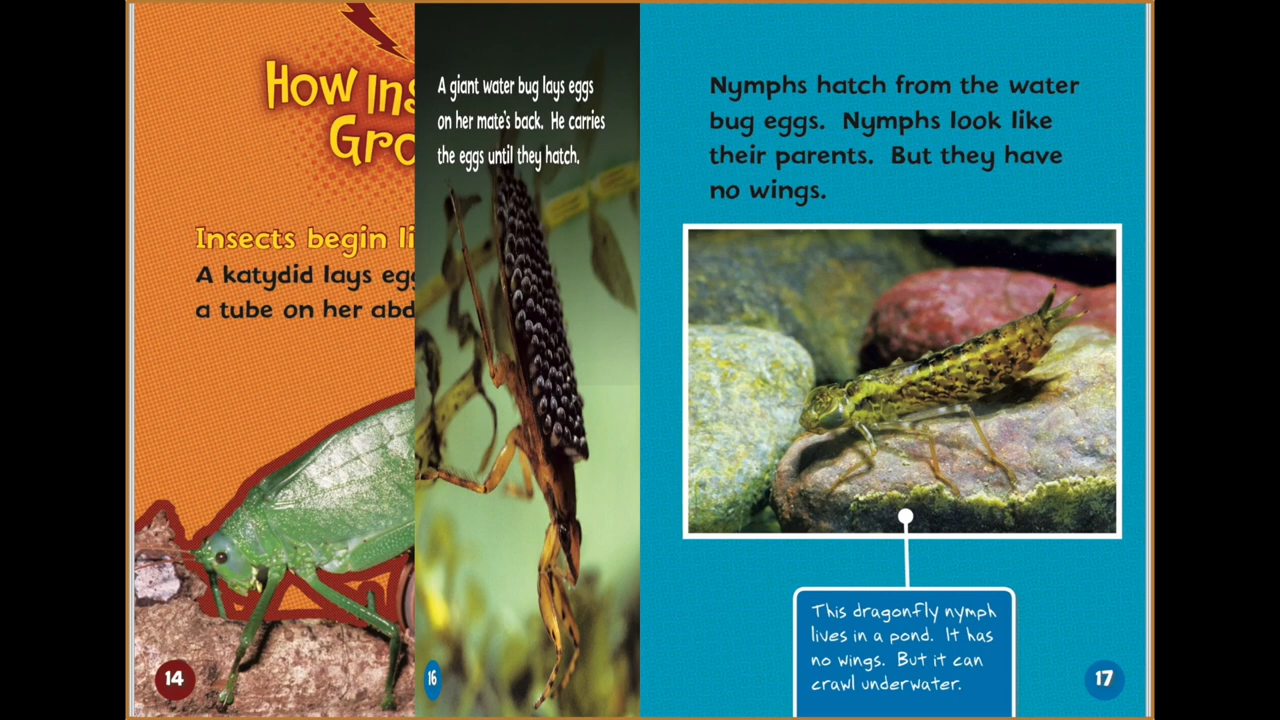 How Ins
Gro
Insects begin li
A katydid lays egg
a tube on her abd
14
A giant water bug lays eggs
on her mate's back. He carries
the eggs until they hatch.
16
Nymphs hatch from the water
bug eggs. Nymphs look like
their parents. But they have
no wings.
This dragonfly nymph
lives in a pond. It has
no wings. But it can
crawl underwater.
17